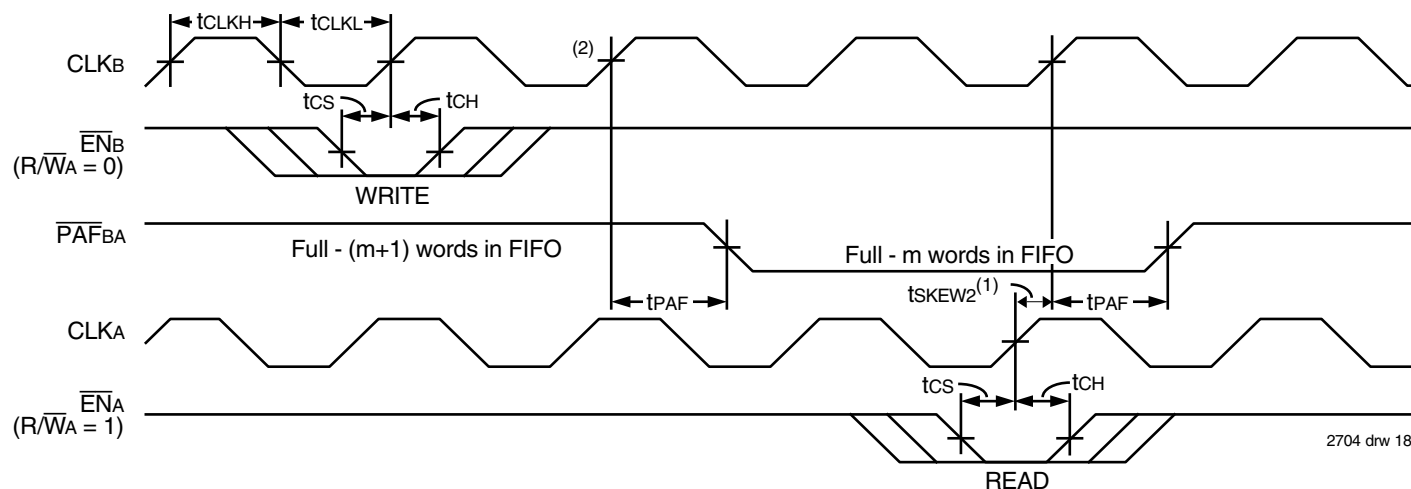 tCLKH tCLKL
CLKB
(2)
tCS tCH
ENB
(R/WA = 0)
WRITE
PAFBA
Full - (m+1) words in FIFO
Full - m words in FIFO
tSKEW2(1)
tPAF tPAF
CLKA
tCS tCH
ENA
(R/WA = 1)
2704 drw 18
READ